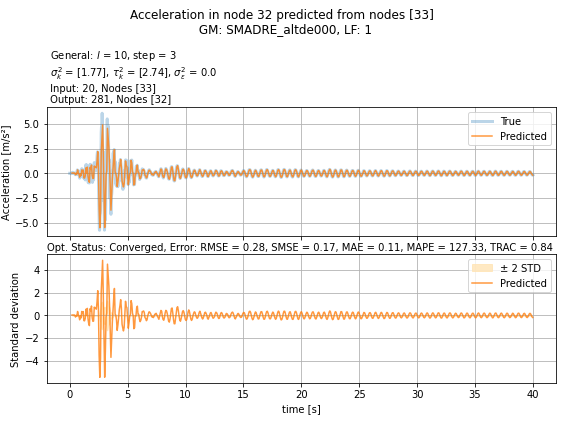 Acceleration in node 32 predicted from nodes [33]
GM: SMADRE_altde000, LF: 1
General: l = 10, step = 3
σ²ₖ = [1.77], τ²ₖ = [2.74], σ²ε = 0.0
Input: 20, Nodes [33]
Output: 281, Nodes [32]
Acceleration [m/s²]
5.0
2.5
0.0
−2.5
−5.0
True
Predicted
Opt. Status: Converged, Error: RMSE = 0.28, SMSE = 0.17, MAE = 0.11, MAPE = 127.33, TRAC = 0.84
Standard deviation
4
2
0
−2
−4
± 2 STD
Predicted
0 5 10 15 20 25 30 35 40
time [s]